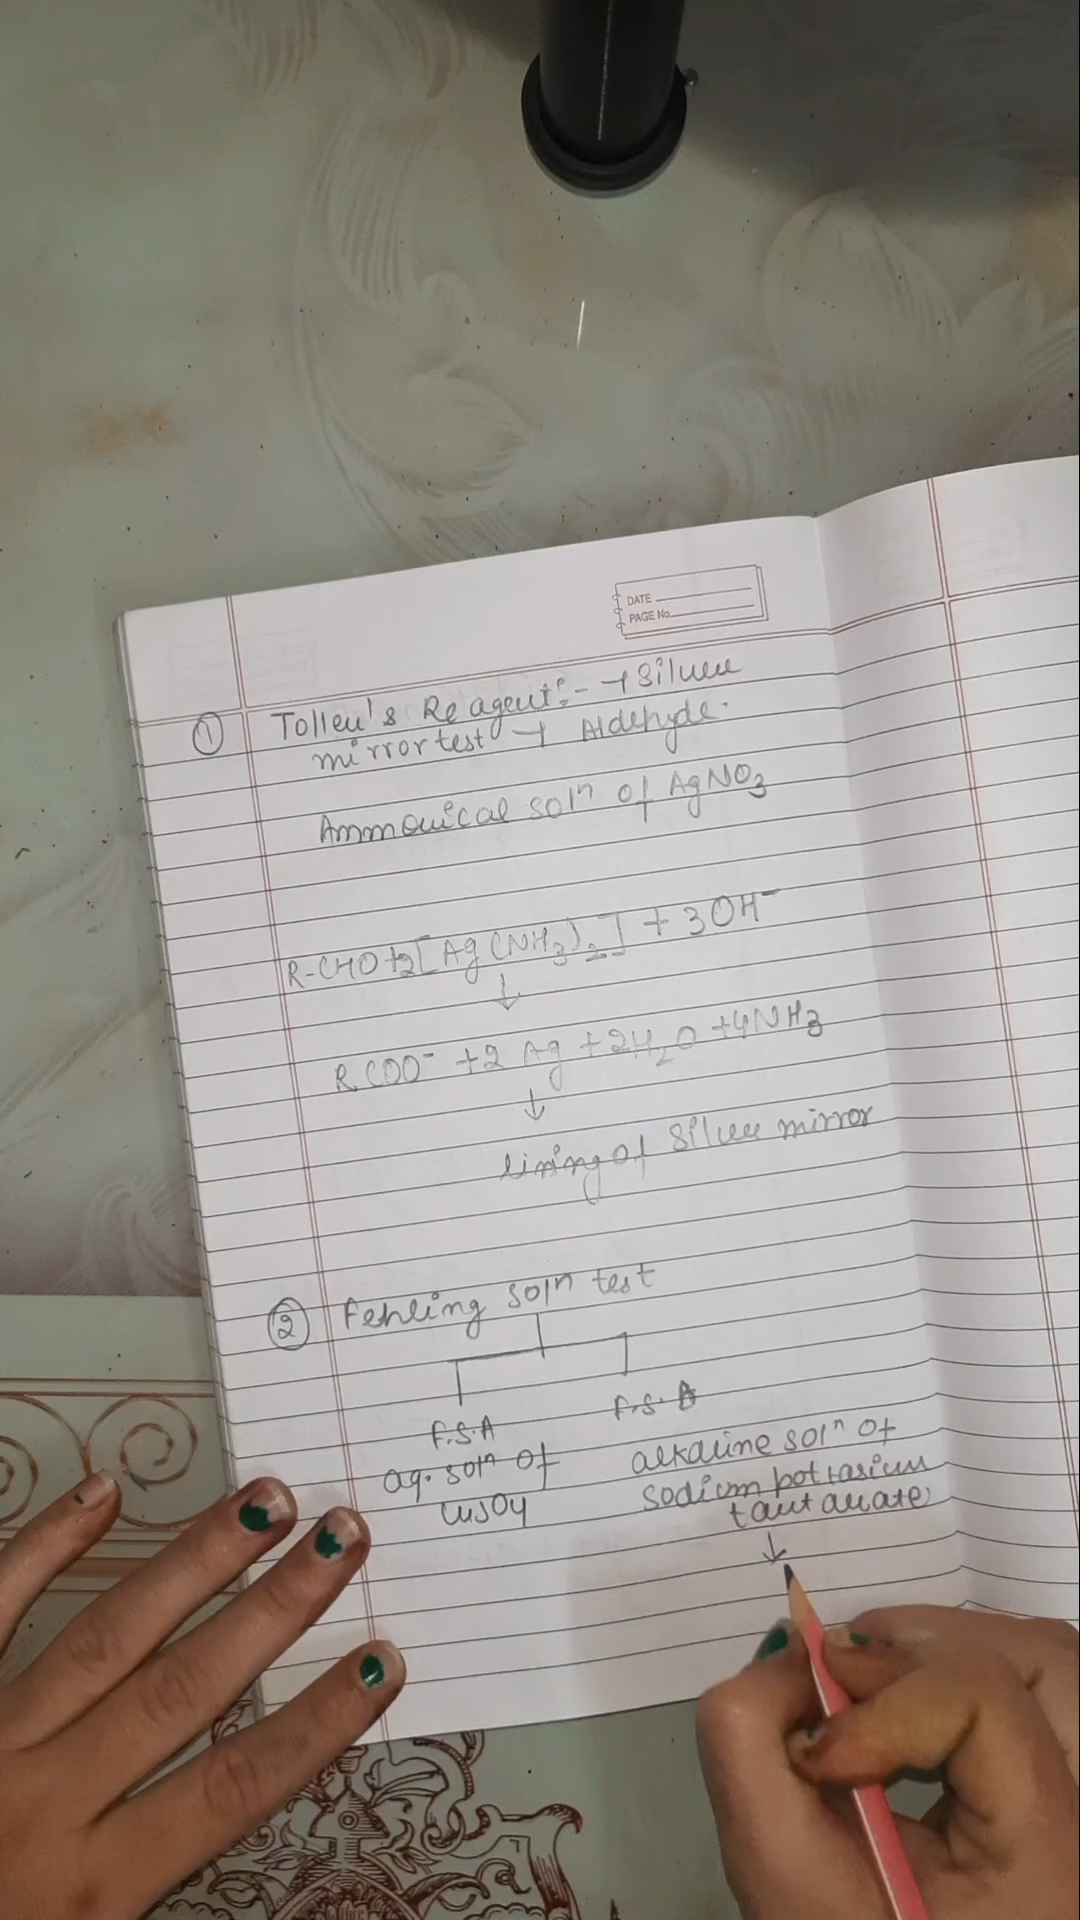 DATE
PAGE No.
① Tollen's Reagent:- → Silver
mirror test → Aldehyde.
Ammonical solⁿ of AgNO₃
R-CHO+2[Ag(NH₃)₂] + 3OH⁻
↓
RCOO⁻ +2 Ag +2H₂O +4NH₃
↓
lining of Silver mirror
② Fehling solⁿ test
F.S.A F.S.B
aq. solⁿ of alkaline solⁿ of
CuSO4 sodium pottasium
tartarate
↓